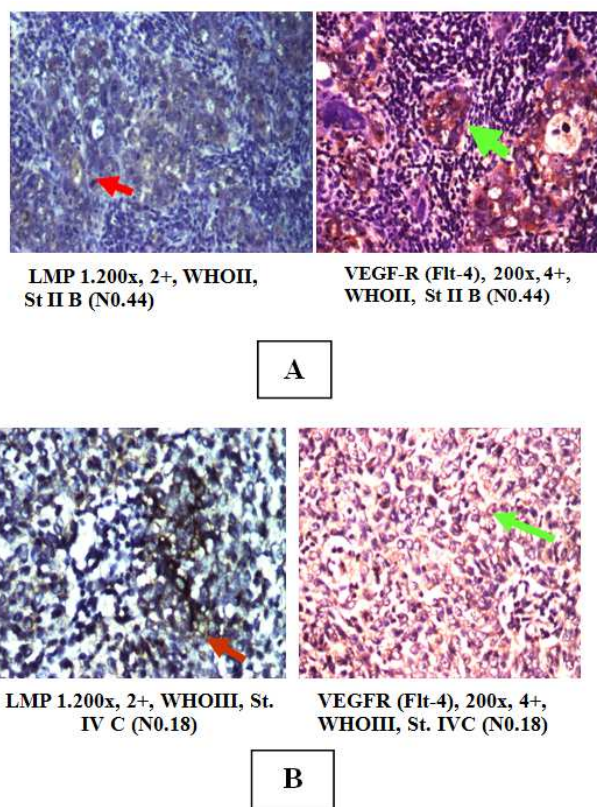 LMP 1.200x, 2+, WHOII,
St II B (N0.44)
VEGF-R (Flt-4), 200x, 4+,
WHOII, St II B (N0.44)
A
LMP 1.200x, 2+, WHOIII, St.
IV C (N0.18)
VEGFR (Flt-4), 200x, 4+,
WHOIII, St. IVC (N0.18)
B